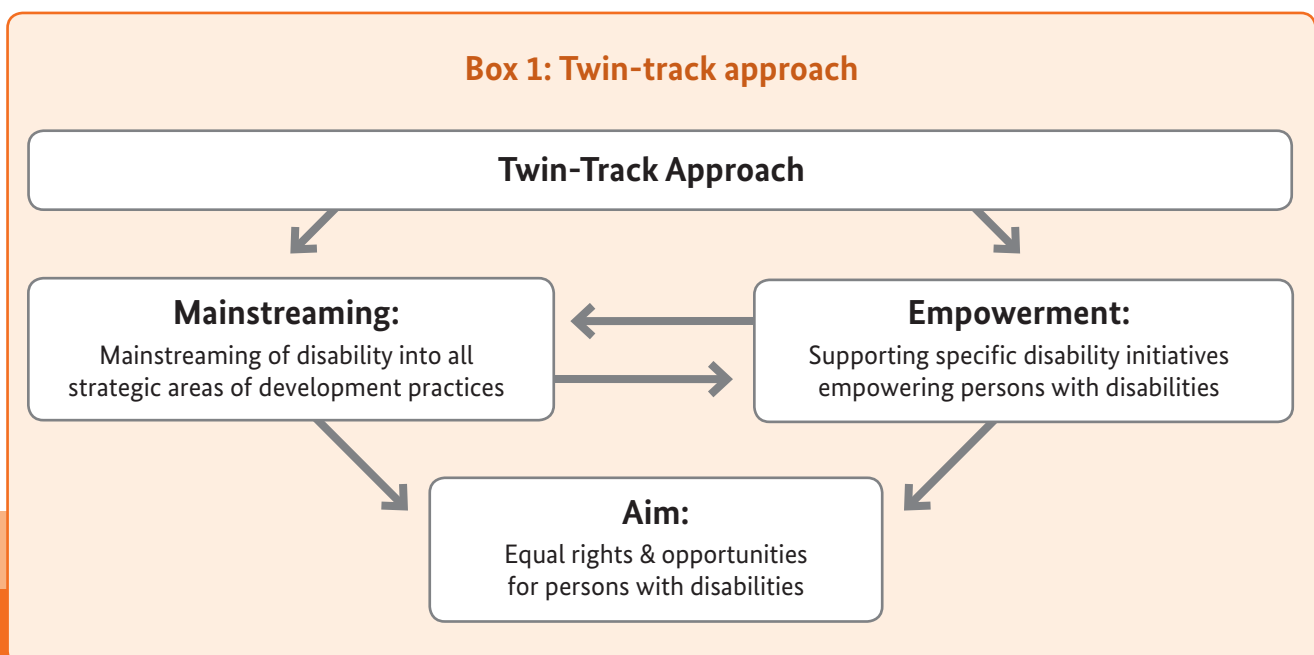 Box 1: Twin-track approach
Twin-Track Approach
Mainstreaming:
Mainstreaming of disability into all
strategic areas of development practices
Empowerment:
Supporting specific disability initiatives
empowering persons with disabilities
Aim:
Equal rights & opportunities
for persons with disabilities